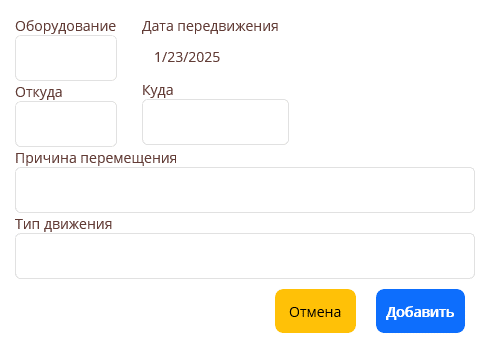 Оборудование
Дата передвижения
1/23/2025
Откуда
Куда
Причина перемещения
Тип движения
Отмена
Добавить